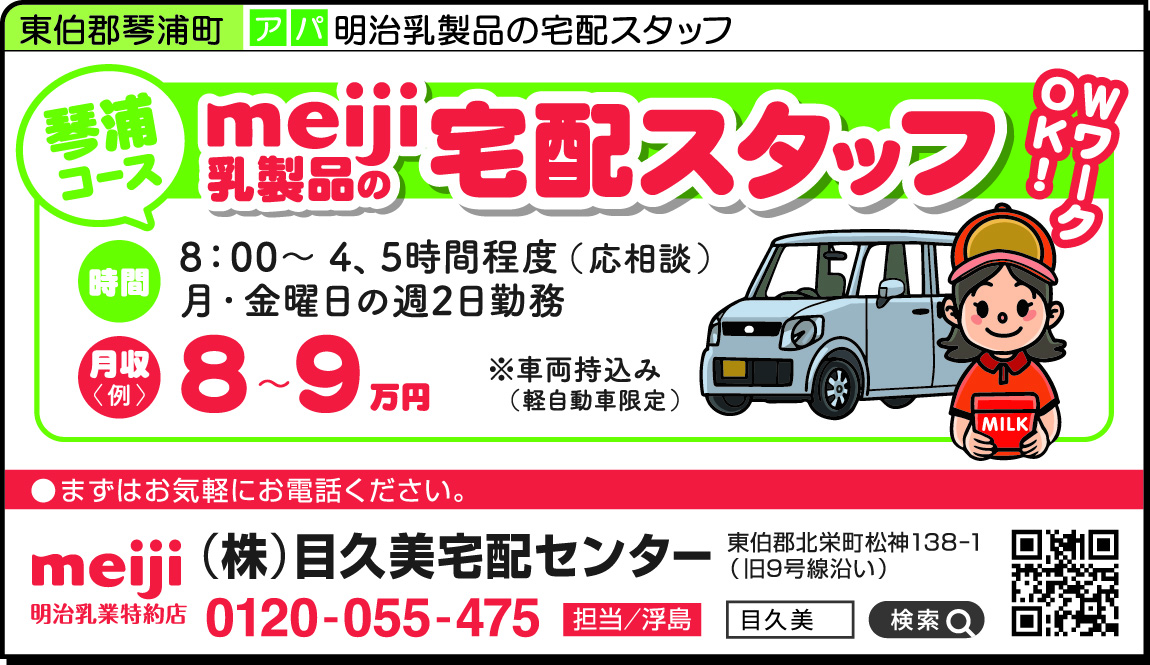 東伯郡琴浦町 アパ 明治乳製品の宅配スタッフ
琴浦
コース
meiji
乳製品の
宅配スタッフ
Wワーク
OK!
時間
8:00〜 4、5時間程度(応相談)
月・金曜日の週2日勤務
月収
〈例〉
8〜9万円
※車両持込み
(軽自動車限定)
MILK
●まずはお気軽にお電話ください。
meiji
明治乳業特約店
(株)目久美宅配センター
東伯郡北栄町松神138-1
(旧9号線沿い)
0120-055-475
担当/浮島
目久美 検索